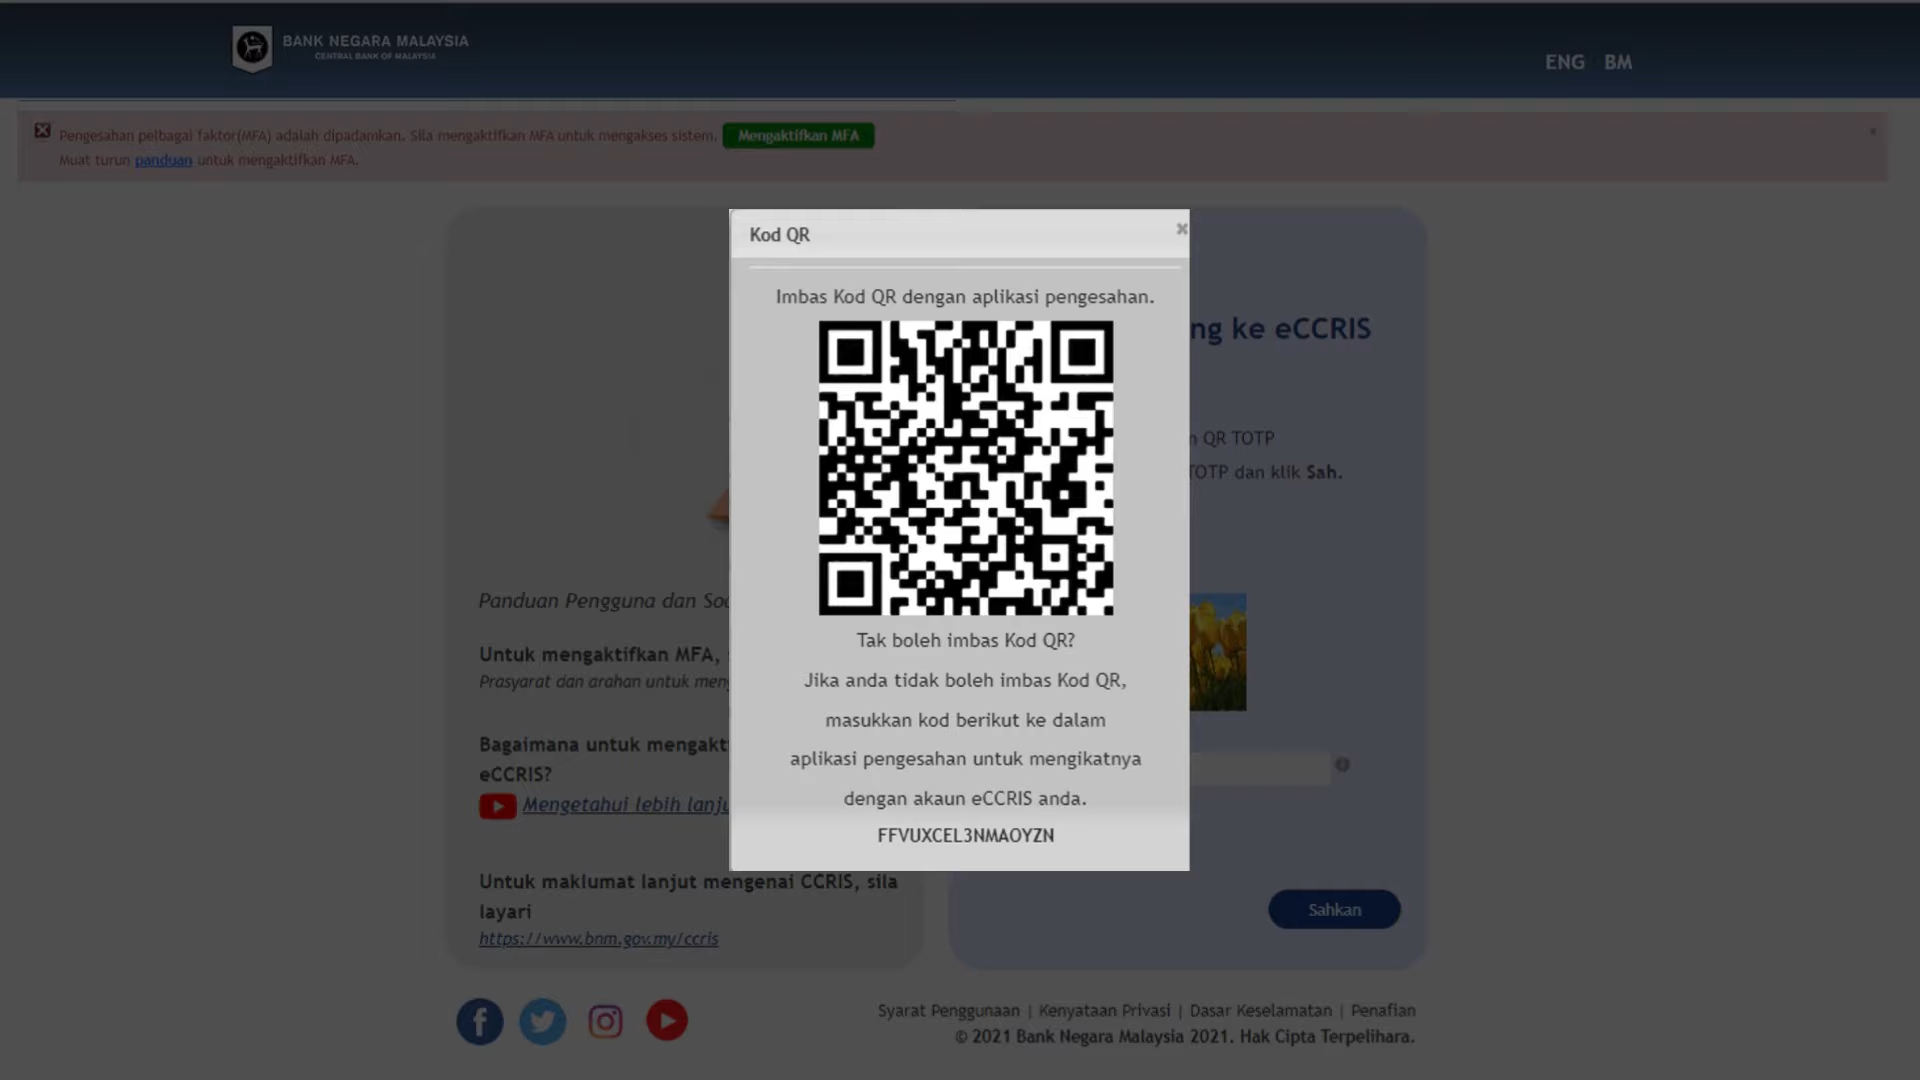 BANK NEGARA MALAYSIA
CENTRAL BANK OF MALAYSIA
ENG BM
Pengesahan pelbagai faktor(MFA) adalah dipadamkan. Sila mengaktifkan MFA untuk mengakses sistem. Mengaktifkan MFA
Muat turun panduan untuk mengaktifkan MFA.
Kod QR
Imbas Kod QR dengan aplikasi pengesahan.
Tak boleh imbas Kod QR?
Jika anda tidak boleh imbas Kod QR,
masukkan kod berikut ke dalam
aplikasi pengesahan untuk mengikatnya
dengan akaun eCCRIS anda.
FFVUXCEL3NMAOYZN
Panduan Pengguna dan
Untuk mengaktifkan MFA,
Prasyarat dan arahan untuk
Bagaimana untuk
eCCRIS?
Mengetahui lebih
Untuk maklumat lanjut mengenai CCRIS, sila
layari
https://www.bnm.gov.my/ccris
ke eCCRIS
QR TOTP
TOTP dan klik Sah.
Sahkan
Syarat Penggunaan | Kenyataan Privasi | Dasar Keselamatan | Penafian
© 2021 Bank Negara Malaysia 2021. Hak Cipta Terpelihara.